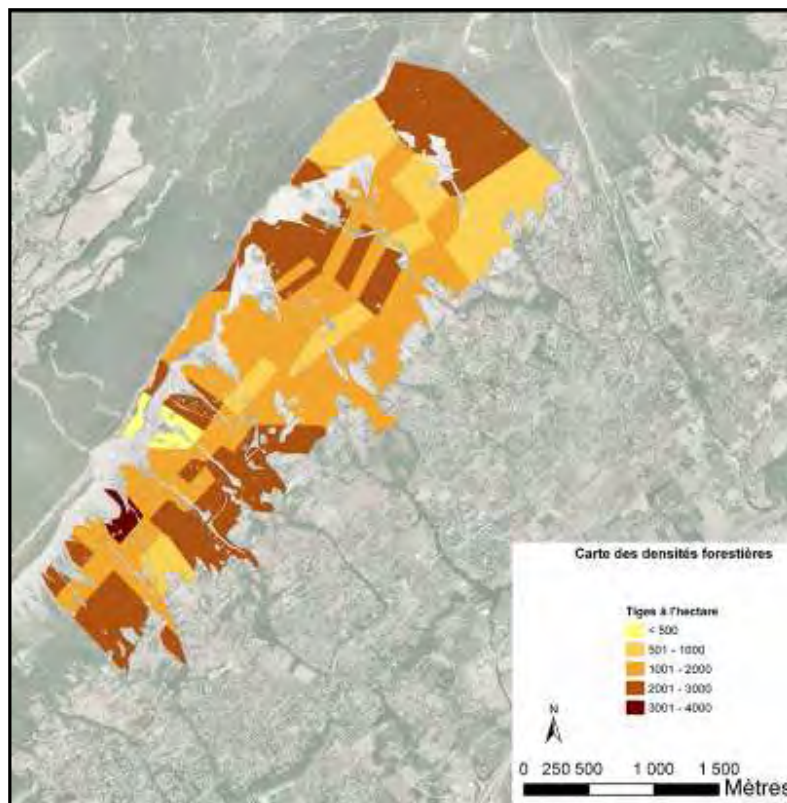 Carte des densités forestières
Tiges à l'hectare
< 500
501 - 1000
1001 - 2000
2001 - 3000
3001 - 4000
N
0 250 500 1 000 1 500
Mètres